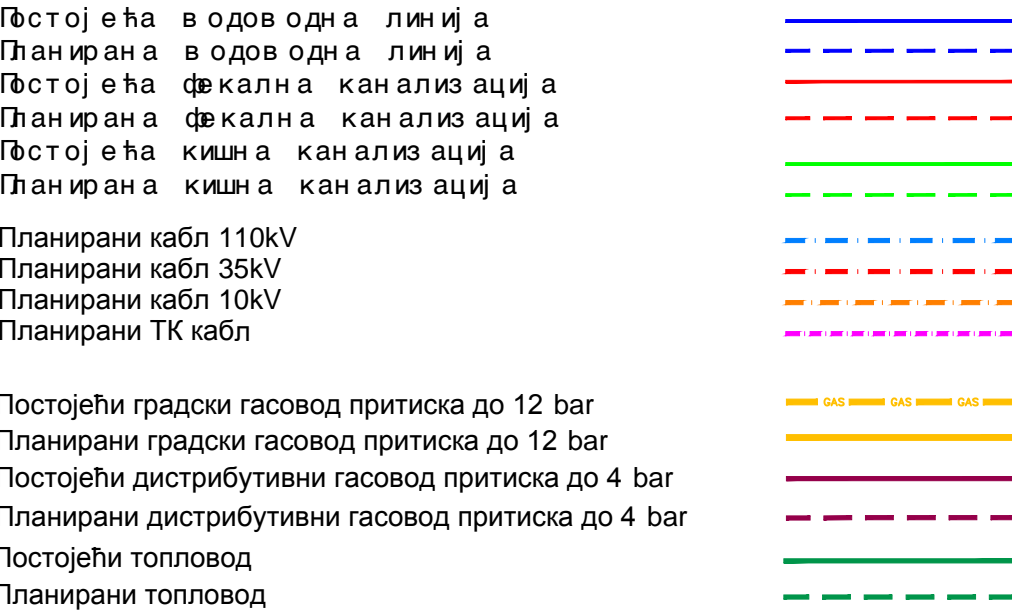 Постојећа водоводна линија
Планирана водоводна линија
Постојећа фекална канализација
Планирана фекална канализација
Постојећа кишна канализација
Планирана кишна канализација
Планирани кабл 110kV
Планирани кабл 35kV
Планирани кабл 10kV
Планирани ТК кабл
Постојећи градски гасовод притиска до 12 bar GAS GAS GAS
Планирани градски гасовод притиска до 12 bar
Постојећи дистрибутивни гасовод притиска до 4 bar
Планирани дистрибутивни гасовод притиска до 4 bar
Постојећи топловод
Планирани топловод